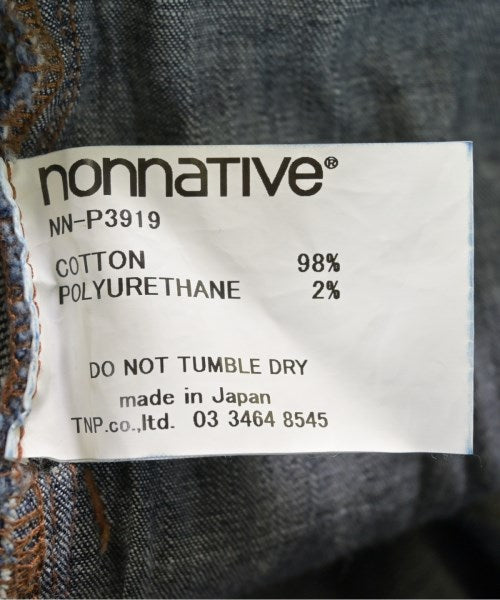 nonnative®
NN-P3919
COTTON 98%
POLYURETHANE 2%
DO NOT TUMBLE DRY
made in Japan
TNP.co.,ltd. 03 3464 8545